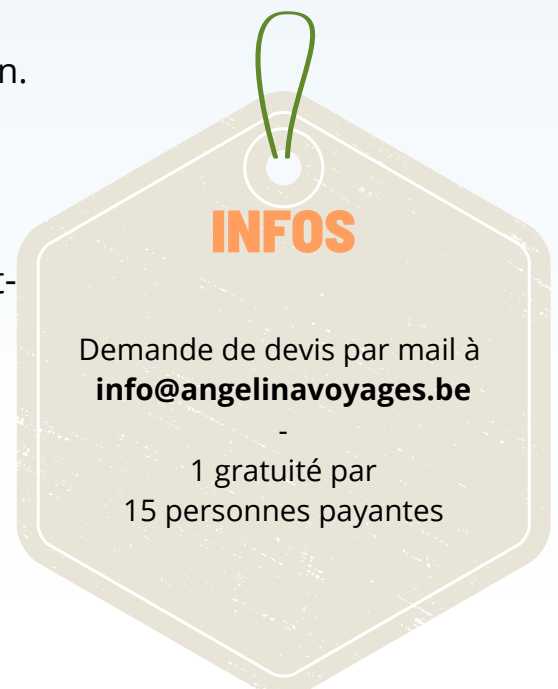 n.
INFOS
t-
Demande de devis par mail à
info@angelinavoyages.be
-
1 gratuité par
15 personnes payantes